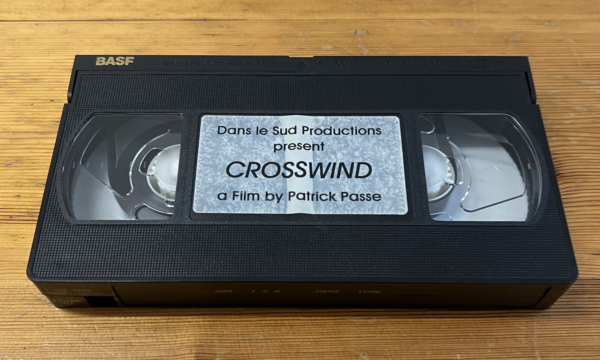 BASF
Dans le Sud Productions
present
CROSSWIND
a Film by Patrick Passe